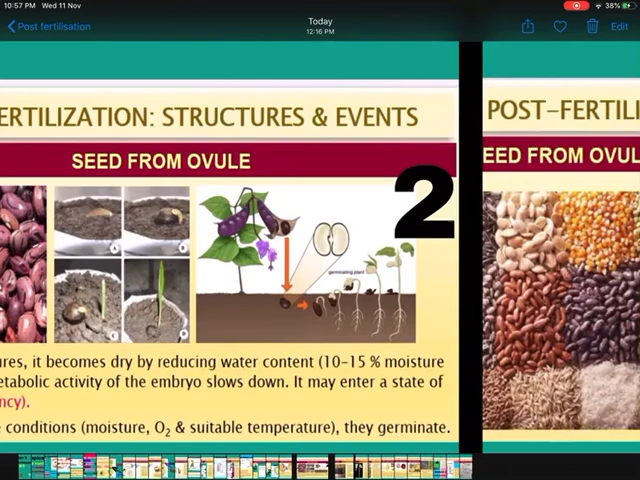 10:57 PM Wed 11 Nov
38%
Post fertilisation
Today
12:16 PM
Edit
ERTILIZATION: STRUCTURES & EVENTS
SEED FROM OVULE
2
A
B
C
D
germinating plant
ures, it becomes dry by reducing water content (10-15 % moisture
etabolic activity of the embryo slows down. It may enter a state of
ncy).
conditions (moisture, O₂ & suitable temperature), they germinate.
POST-FERTILI
EED FROM OVUL